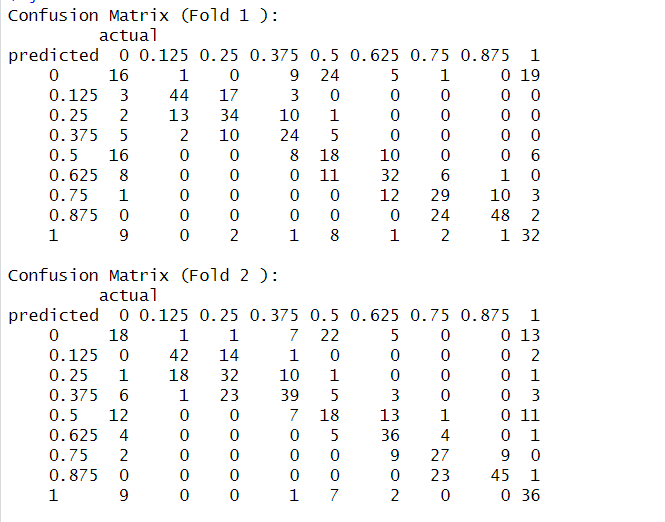 Confusion Matrix (Fold 1 ):
actual
predicted 0 0.125 0.25 0.375 0.5 0.625 0.75 0.875 1
0 16 1 0 9 24 5 1 0 19
0.125 3 44 17 3 0 0 0 0 0
0.25 2 13 34 10 1 0 0 0 0
0.375 5 2 10 24 5 0 0 0 0
0.5 16 0 0 8 18 10 0 0 6
0.625 8 0 0 0 11 32 6 1 0
0.75 1 0 0 0 0 12 29 10 3
0.875 0 0 0 0 0 0 24 48 2
1 9 0 2 1 8 1 2 1 32
Confusion Matrix (Fold 2 ):
actual
predicted 0 0.125 0.25 0.375 0.5 0.625 0.75 0.875 1
0 18 1 1 7 22 5 0 0 13
0.125 0 42 14 1 0 0 0 0 2
0.25 1 18 32 10 1 0 0 0 1
0.375 6 1 23 39 5 3 0 0 3
0.5 12 0 0 7 18 13 1 0 11
0.625 4 0 0 0 5 36 4 0 1
0.75 2 0 0 0 0 9 27 9 0
0.875 0 0 0 0 0 0 23 45 1
1 9 0 0 1 7 2 0 0 36